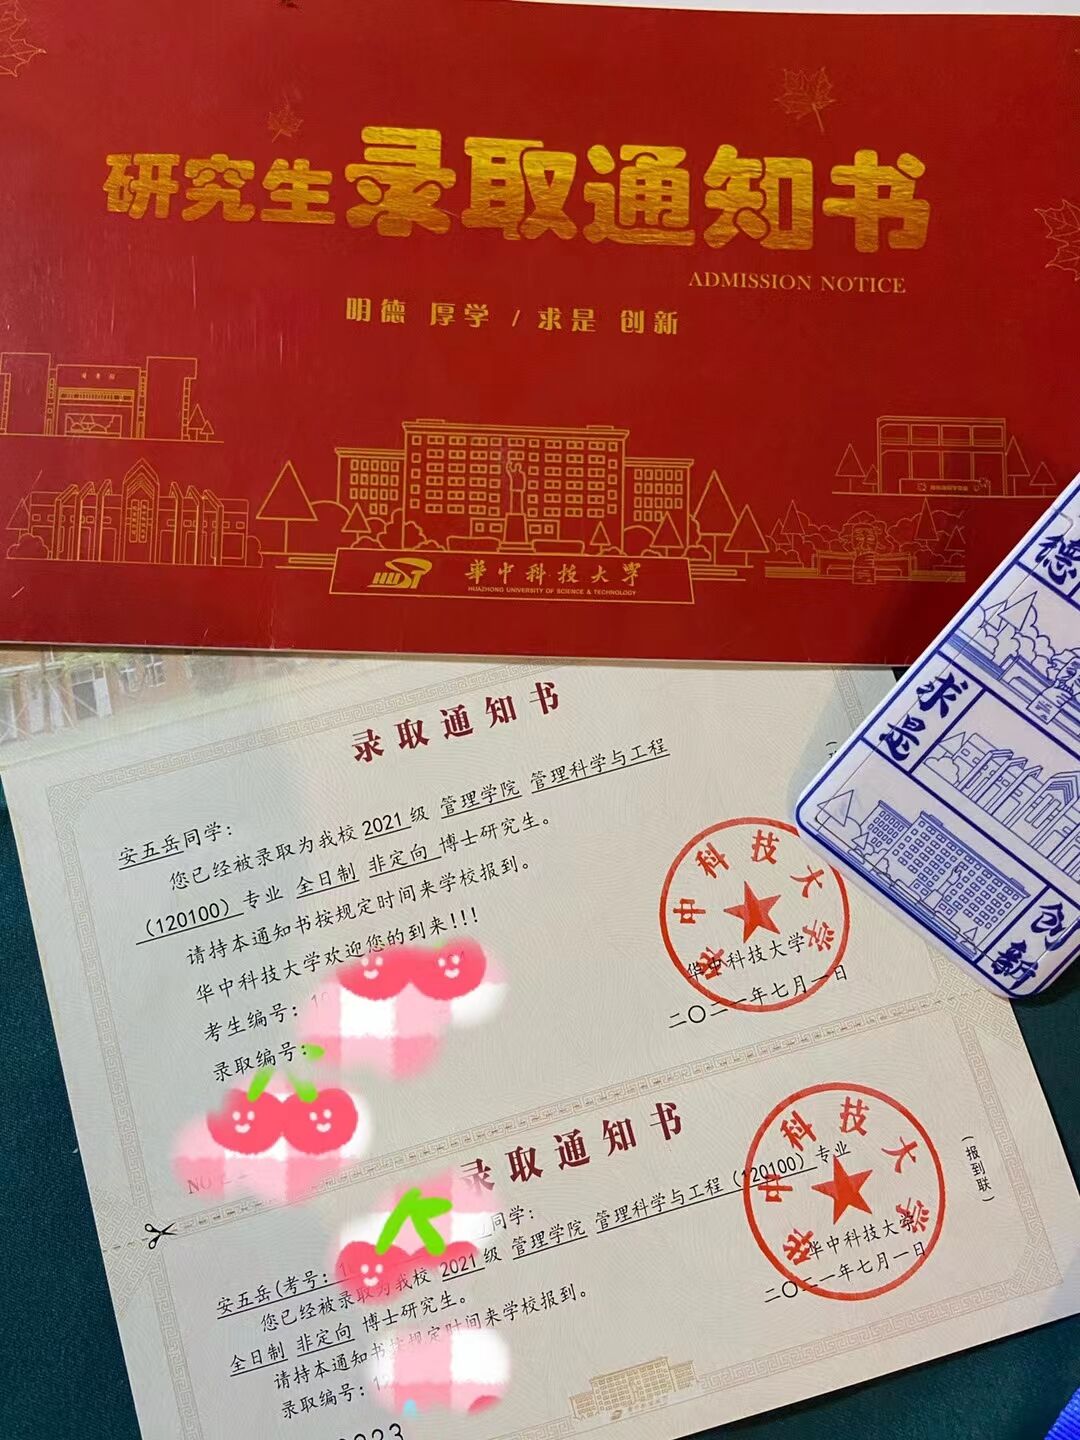 研究生录取通知书
ADMISSION NOTICE
明德 厚学 / 求是 创新
HUST 華中科技大学
HUAZHONG UNIVERSITY OF SCIENCE & TECHNOLOGY
德
求是
创新
录取通知书
安五岳同学：
您已经被录取为我校 2021 级 管理学院 管理科学与工程
（120100）专业 全日制 非定向 博士研究生。
请持本通知书按规定时间来学校报到。
华中科技大学欢迎您的到来!!!
考生编号：1
录取编号：
华中科技大学
华中科技大学
二〇二一年七月一日
NO
录取通知书
（报到联）
安五岳(考号：1 同学：
您已经被录取为我校 2021 级 管理学院 管理科学与工程（120100）专业
全日制 非定向 博士研究生。
请持本通知书按规定时间来学校报到。
录取编号：1
华中科技大学
华中科技大学
二〇二一年七月一日
0023